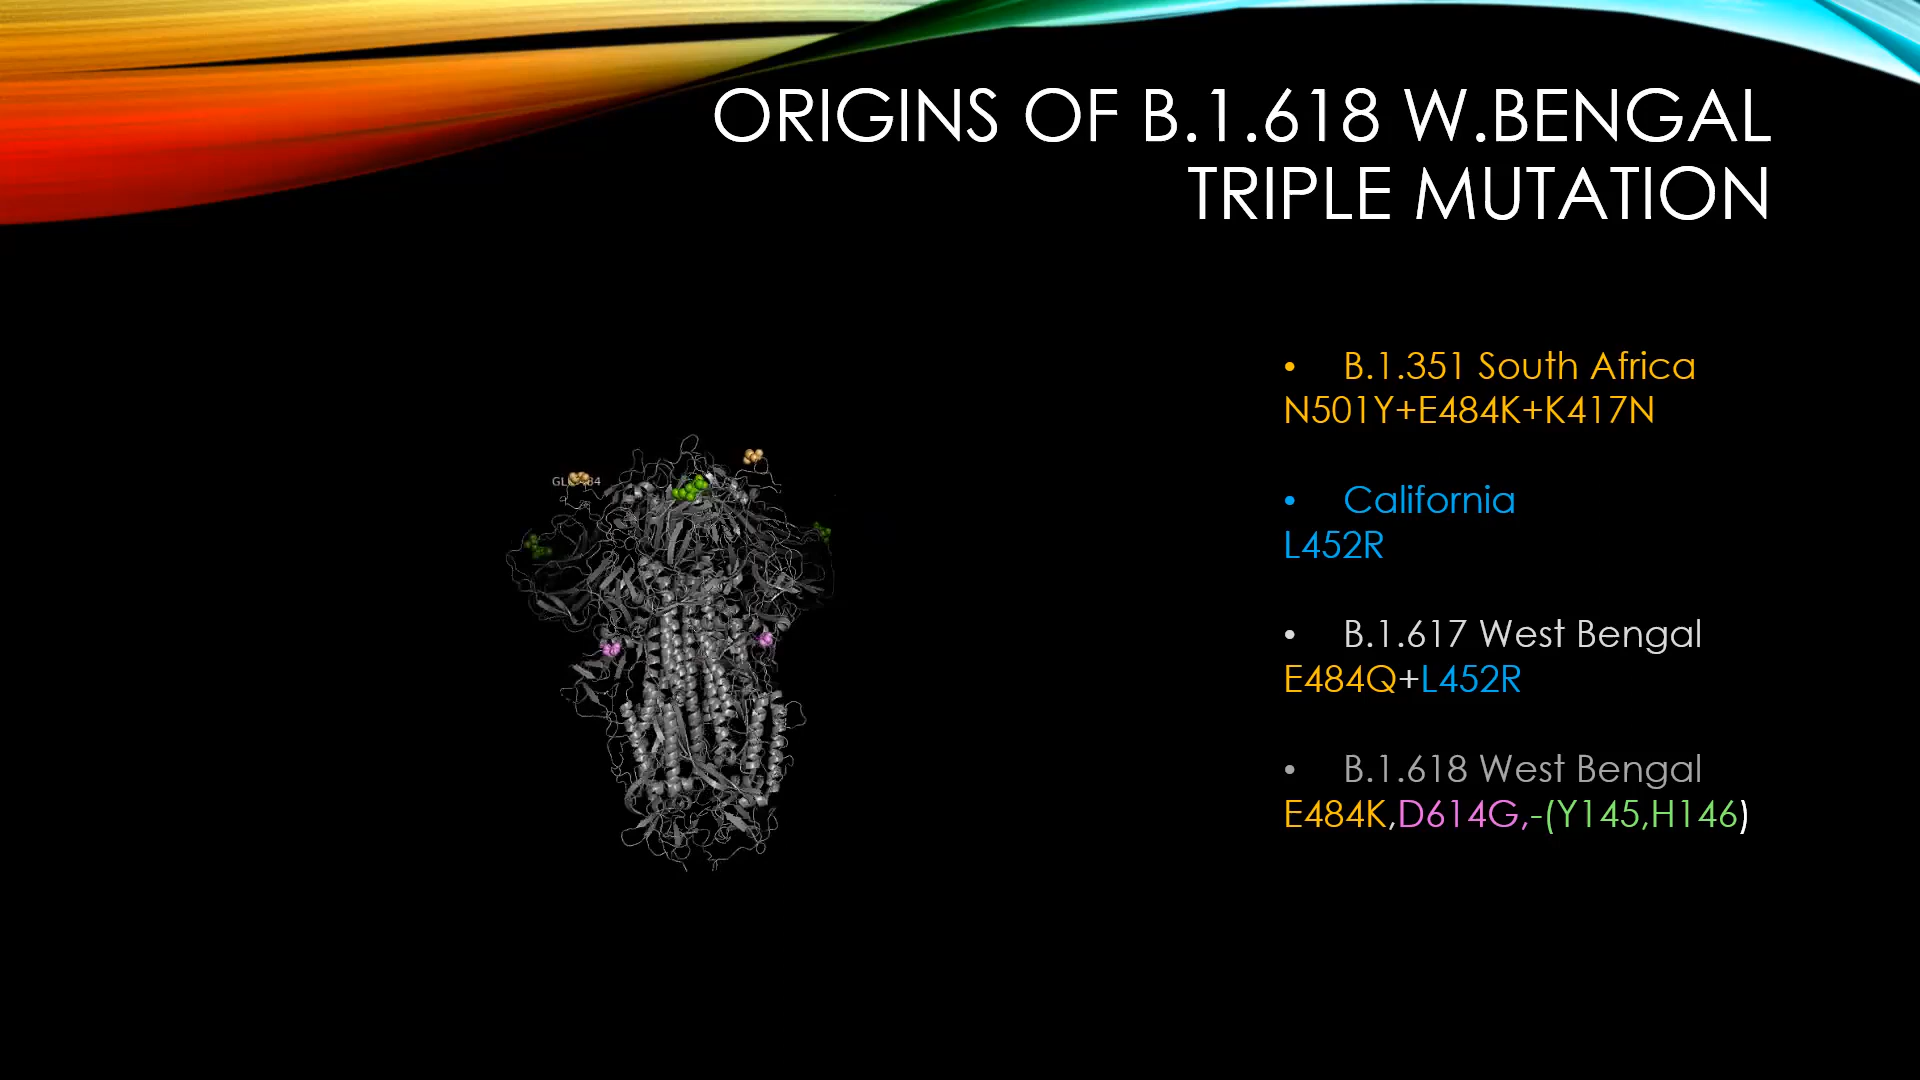 ORIGINS OF B.1.618 W.BENGAL
TRIPLE MUTATION
• B.1.351 South Africa
N501Y+E484K+K417N
• California
L452R
• B.1.617 West Bengal
E484Q+L452R
• B.1.618 West Bengal
E484K,D614G,-(Y145,H146)